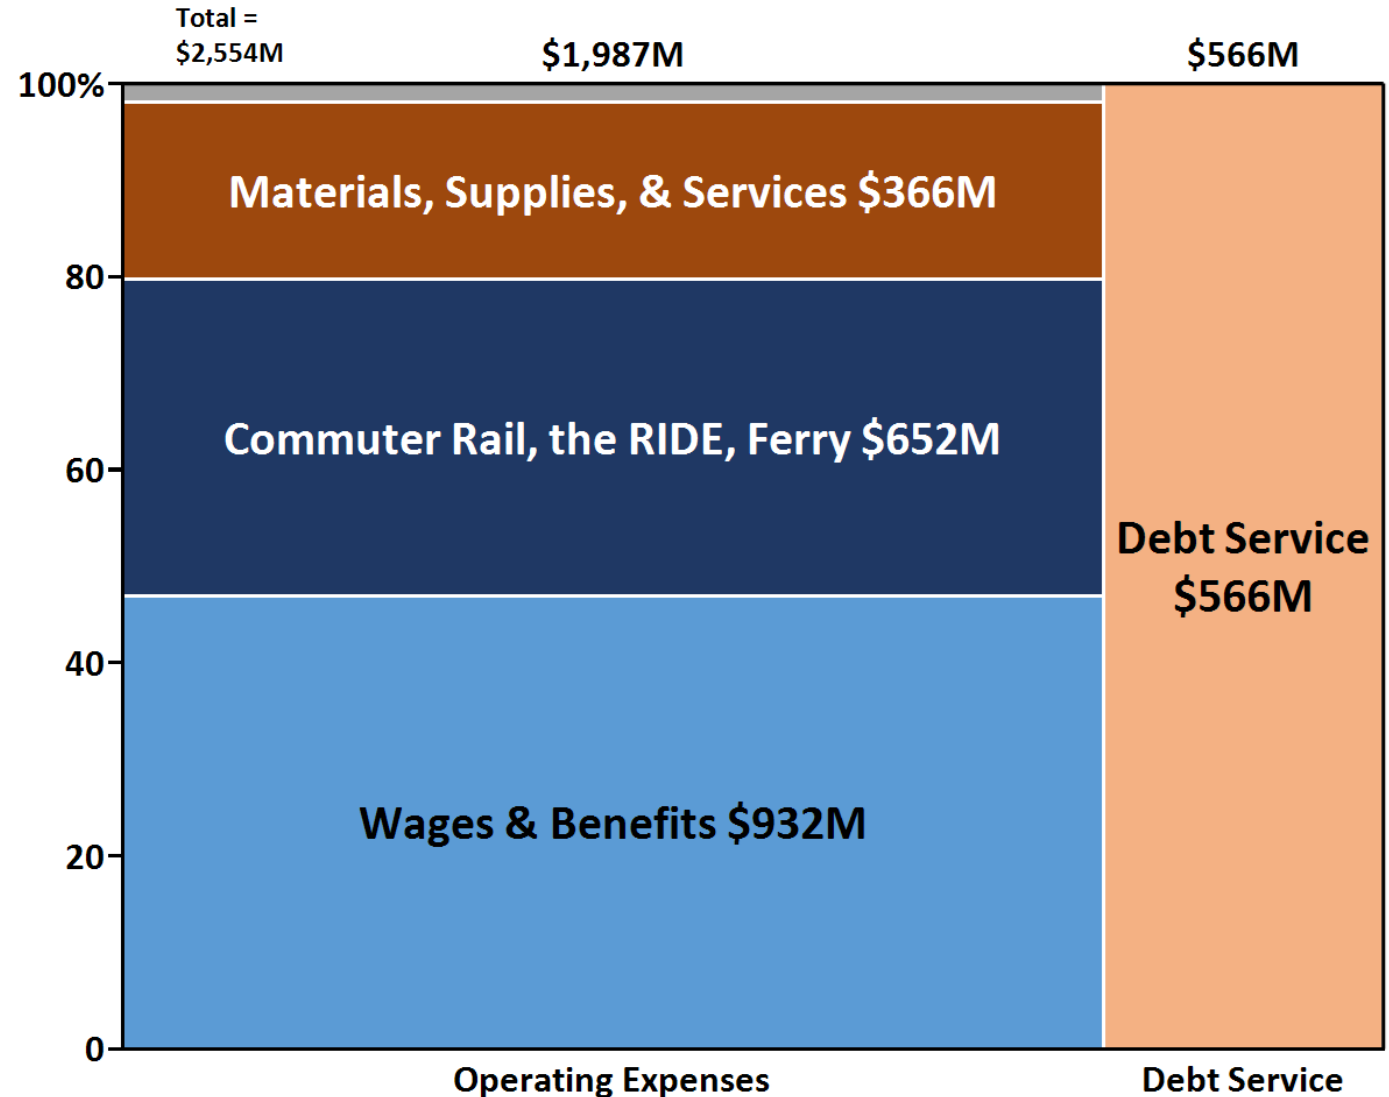 Total =
$2,554M
$1,987M
$566M
100%
Materials, Supplies, & Services $366M
80
Commuter Rail, the RIDE, Ferry $652M
60
Debt Service
$566M
40
Wages & Benefits $932M
20
0
Operating Expenses
Debt Service